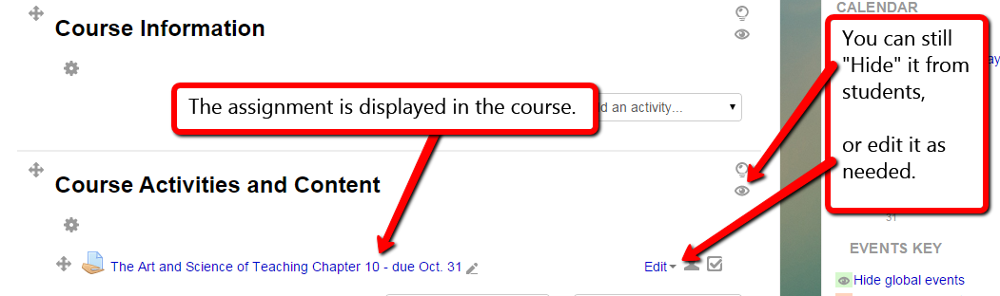 CALENDAR
Course Information
You can still
"Hide" it from
students,
or edit it as
needed.
ay
The assignment is displayed in the course.
d an activity...
Course Activities and Content
31
EVENTS KEY
The Art and Science of Teaching Chapter 10 - due Oct. 31
Edit
Hide global events